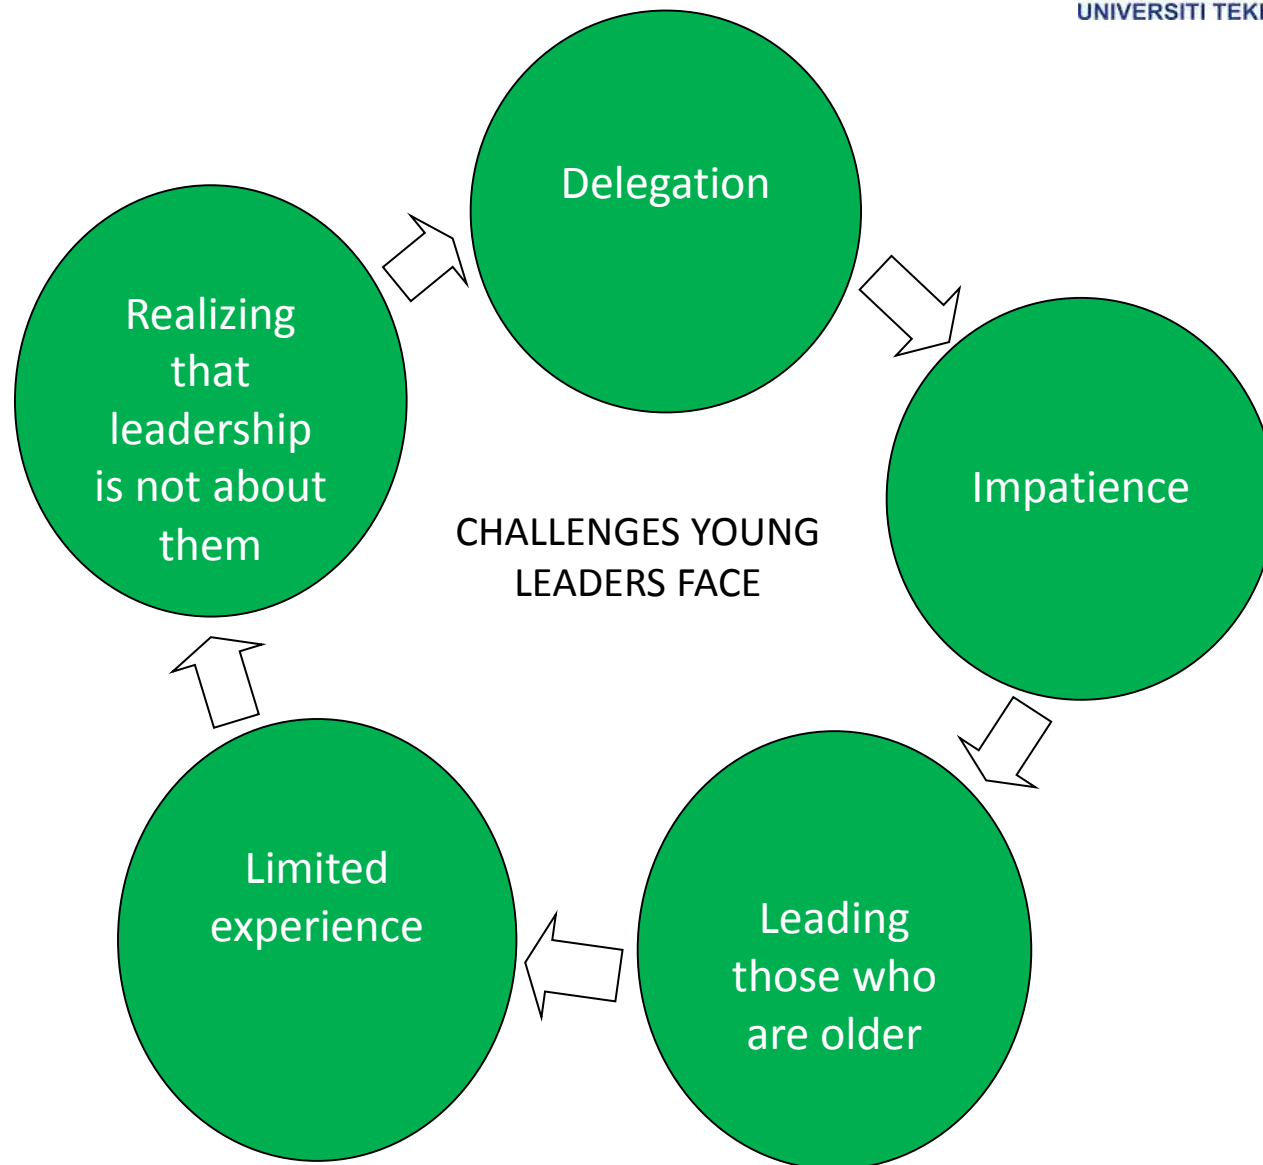 UNIVERSITI
Delegation
Impatience
Leading
those who
are older
Limited
experience
Realizing
that
leadership
is not about
them
CHALLENGES YOUNG
LEADERS FACE